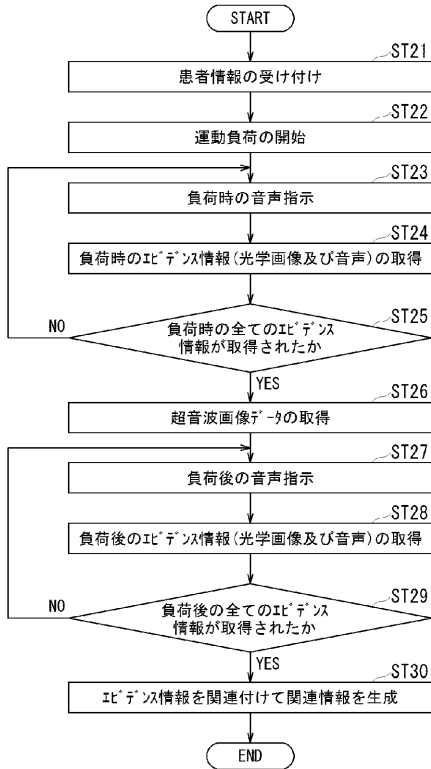 START
ST21
患者情報の受け付け
ST22
運動負荷の開始
ST23
負荷時の音声指示
ST24
負荷時のｴﾋﾞﾃﾞﾝｽ情報(光学画像及び音声)の取得
ST25
負荷時の全てのｴﾋﾞﾃﾞﾝｽ
情報が取得されたか
NO
YES
ST26
超音波画像ﾃﾞｰﾀの取得
ST27
負荷後の音声指示
ST28
負荷後のｴﾋﾞﾃﾞﾝｽ情報(光学画像及び音声)の取得
ST29
負荷後の全てのｴﾋﾞﾃﾞﾝｽ
情報が取得されたか
NO
YES
ST30
ｴﾋﾞﾃﾞﾝｽ情報を関連付けて関連情報を生成
END